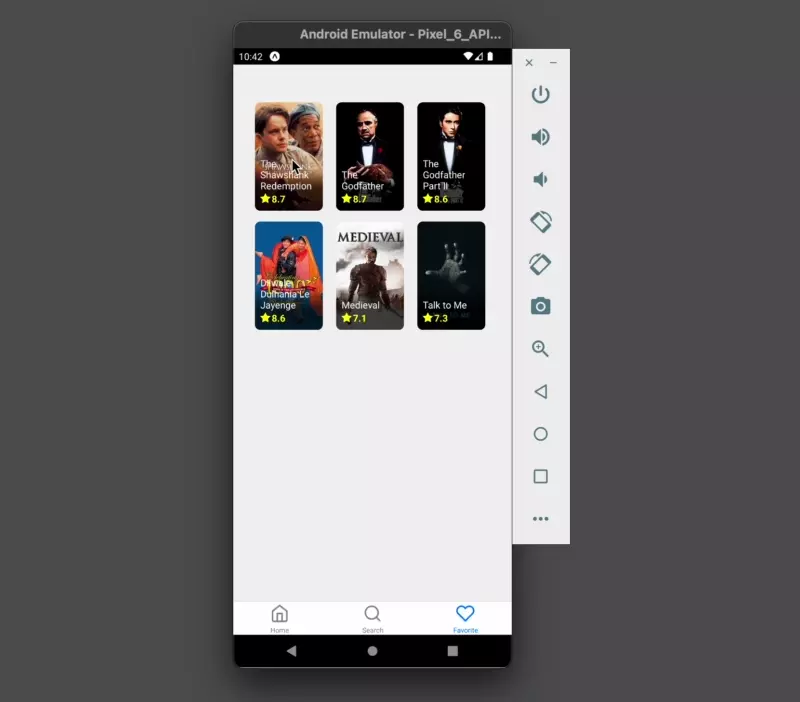 Android Emulator - Pixel_6_API...
10:42
The
Shawshank
Redemption
8.7
The
Godfather
8.7
The
Godfather
Part II
8.6
Dilwale
Dulhania Le
Jayenge
8.6
MEDIEVAL
Medieval
7.1
Talk to Me
7.3
Home
Search
Favorite